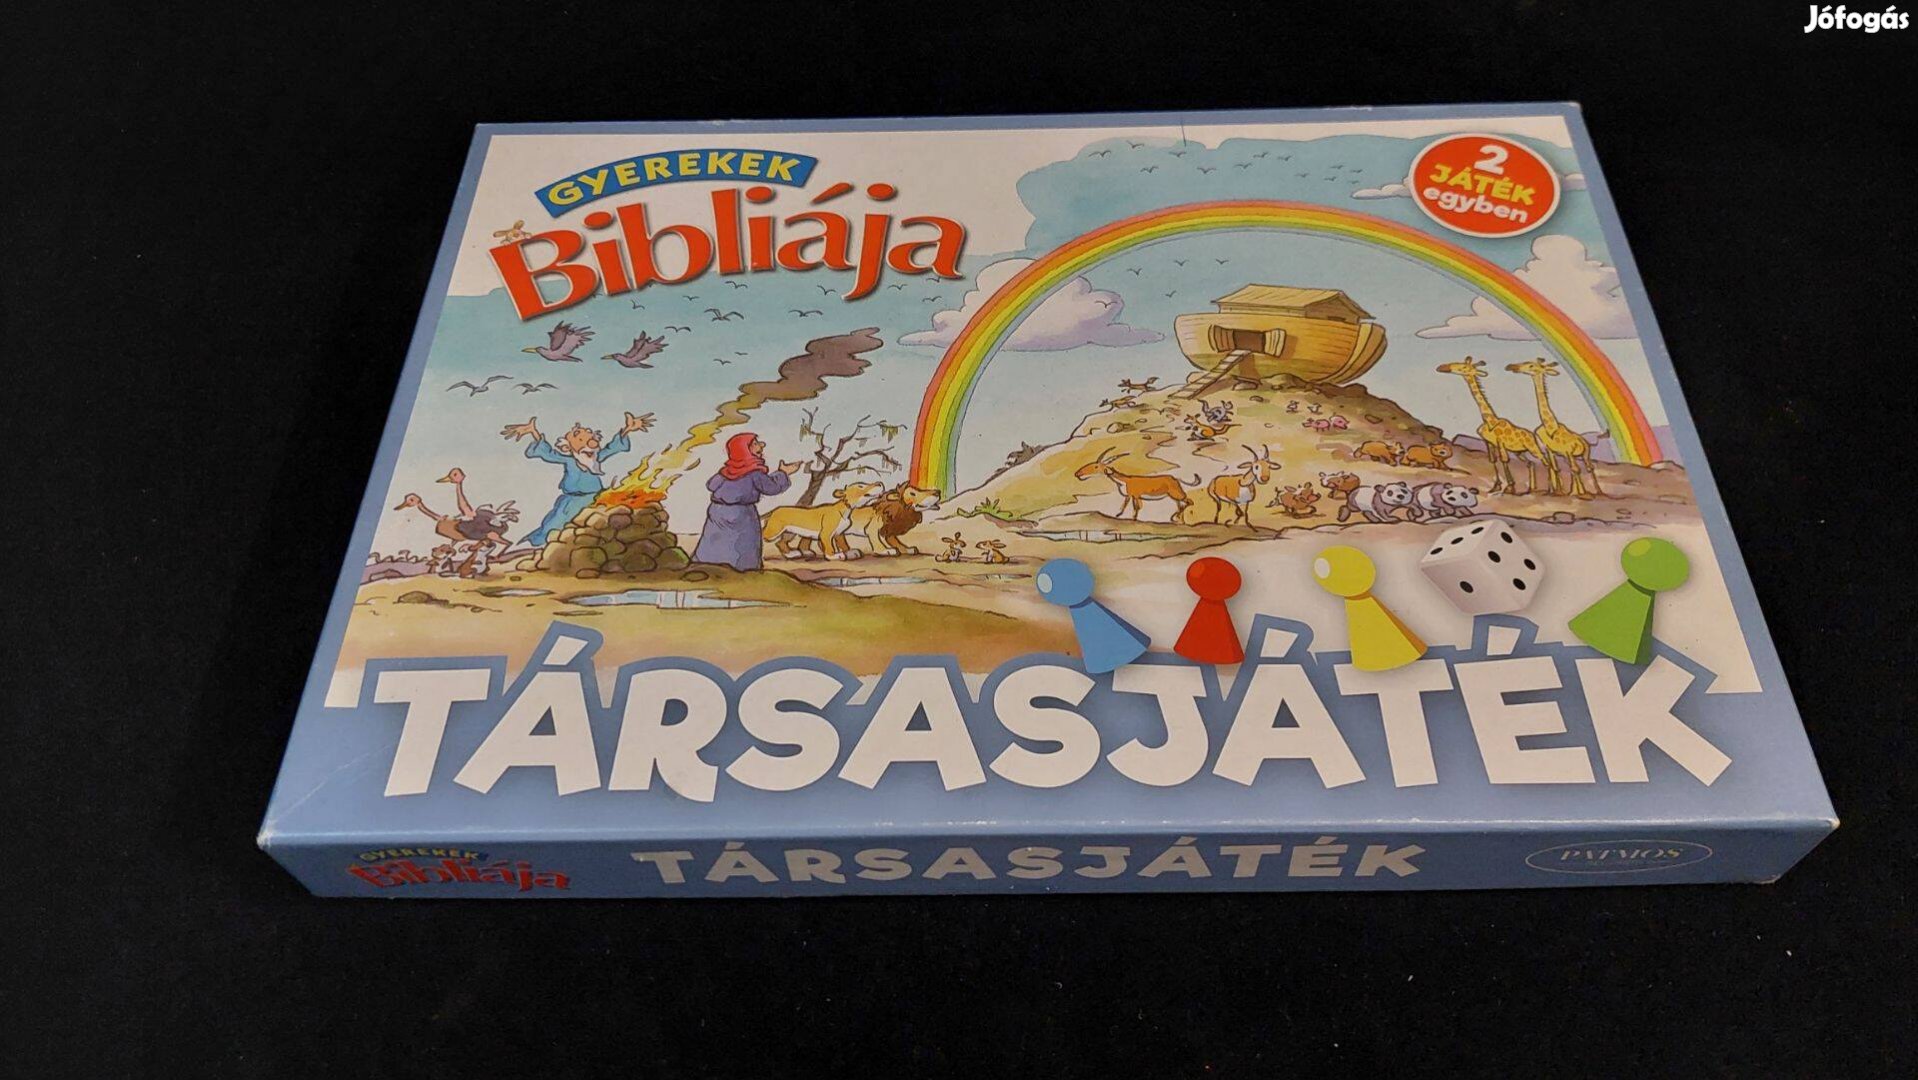 Jófogás
GYEREKEK
Bibliája
2
JÁTÉK
egyben
TÁRSASJÁTÉK
GYEREKEK
Bibliája
TÁRSASJÁTÉK
PATMOS